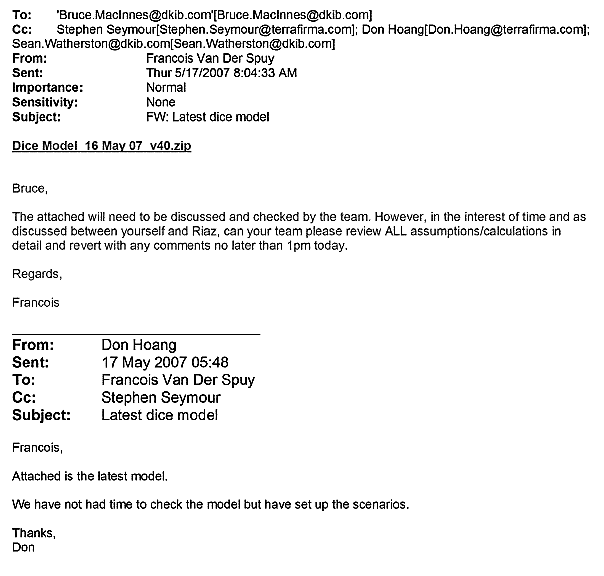 To: 'Bruce.MacInnes@dkib.com'[Bruce.MacInnes@dkib.com]
Cc: Stephen Seymour[Stephen.Seymour@terrafirma.com]; Don Hoang[Don.Hoang@terrafirma.com];
Sean.Watherston@dkib.com[Sean.Watherston@dkib.com]
From: Francois Van Der Spuy
Sent: Thur 5/17/2007 8:04:33 AM
Importance: Normal
Sensitivity: None
Subject: FW: Latest dice model
Dice Model 16 May 07 v40.zip
Bruce,
The attached will need to be discussed and checked by the team. However, in the interest of time and as
discussed between yourself and Riaz, can your team please review ALL assumptions/calculations in
detail and revert with any comments no later than 1pm today.
Regards,
Francois
From: Don Hoang
Sent: 17 May 2007 05:48
To: Francois Van Der Spuy
Cc: Stephen Seymour
Subject: Latest dice model
Francois,
Attached is the latest model.
We have not had time to check the model but have set up the scenarios.
Thanks,
Don